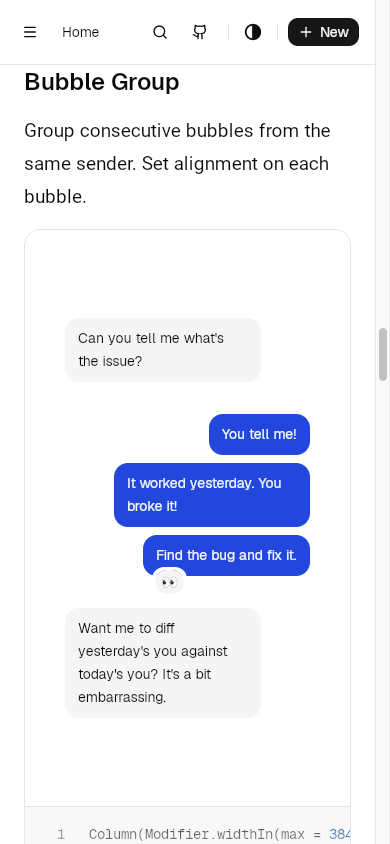 Home
New
Bubble Group
Group consecutive bubbles from the
same sender. Set alignment on each
bubble.
Can you tell me what's
the issue?
You tell me!
It worked yesterday. You
broke it!
Find the bug and fix it.
👀
Want me to diff
yesterday's you against
today's you? It's a bit
embarrassing.
1 Column(Modifier.widthIn(max = 384